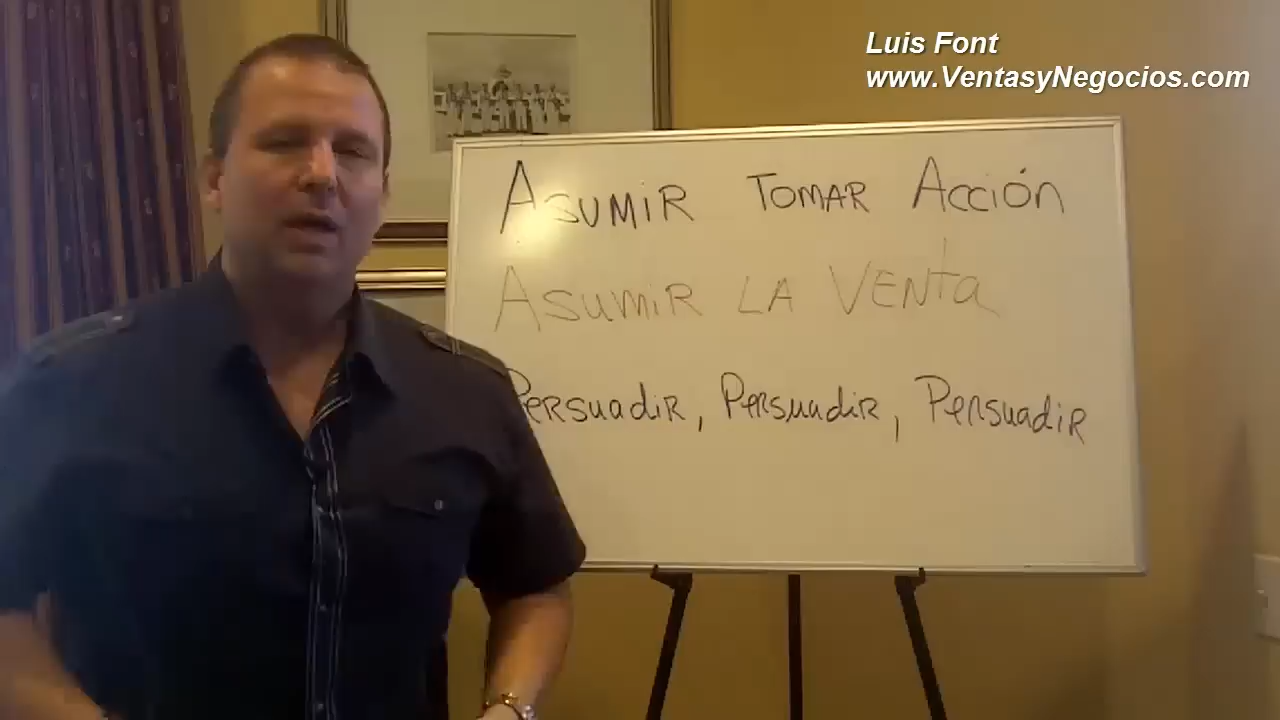 Luis Font
www.VentasyNegocios.com
ASUMIR TOMAR ACCIÓN
ASUMIR LA VENTA
Persuadir, Persuadir, Persuadir